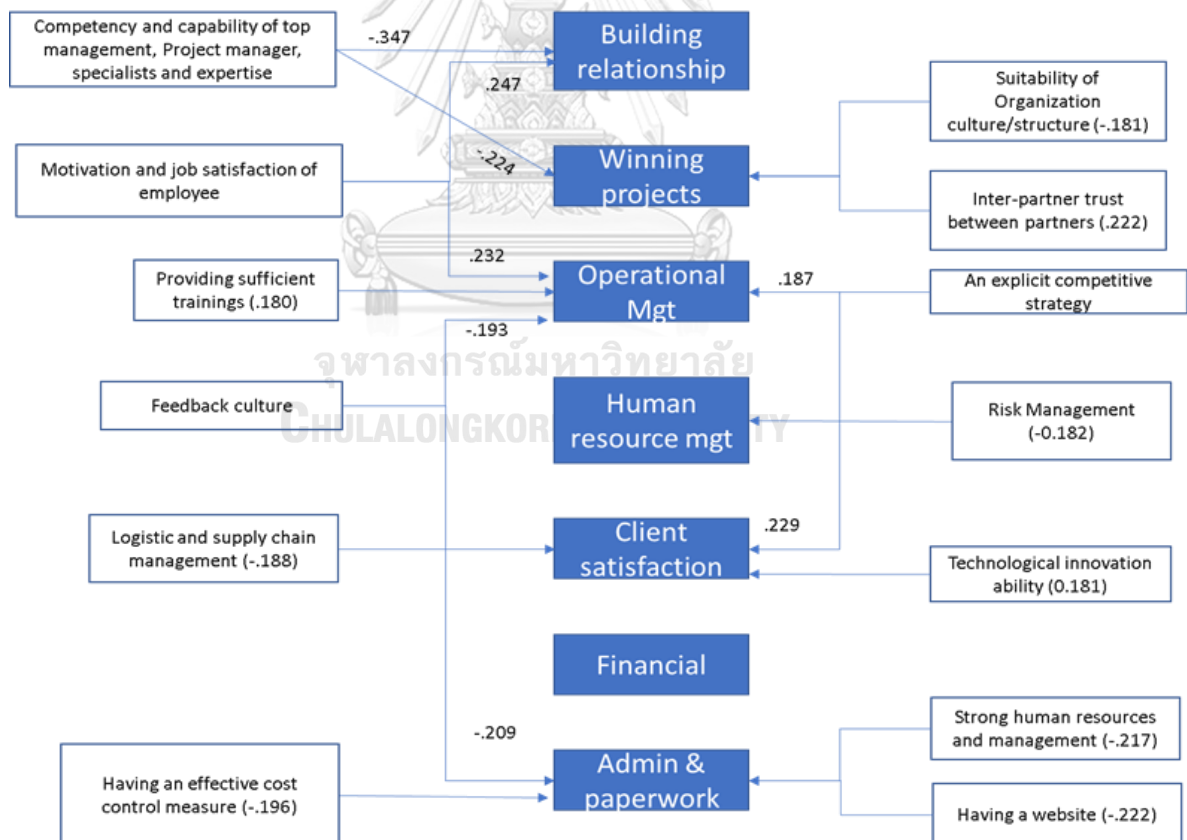 Competency and capability of top
management, Project manager,
specialists and expertise
-.347
Building
relationship
.247
Suitability of
Organization
culture/structure (-.181)
Motivation and job satisfaction of
employee
-.224
Winning
projects
Inter-partner trust
between partners (.222)
.232
Providing sufficient
trainings (.180)
Operational
Mgt
.187
An explicit competitive
strategy
-.193
จุฬาลงกรณ์มหาวิทยาลัย
Feedback culture
Human
resource mgt
Risk Management
(-0.182)
Logistic and supply chain
management (-.188)
Client
satisfaction
.229
Technological innovation
ability (0.181)
Financial
-.209
Strong human resources
and management (-.217)
Having an effective cost
control measure (-.196)
Admin &
paperwork
Having a website (-.222)